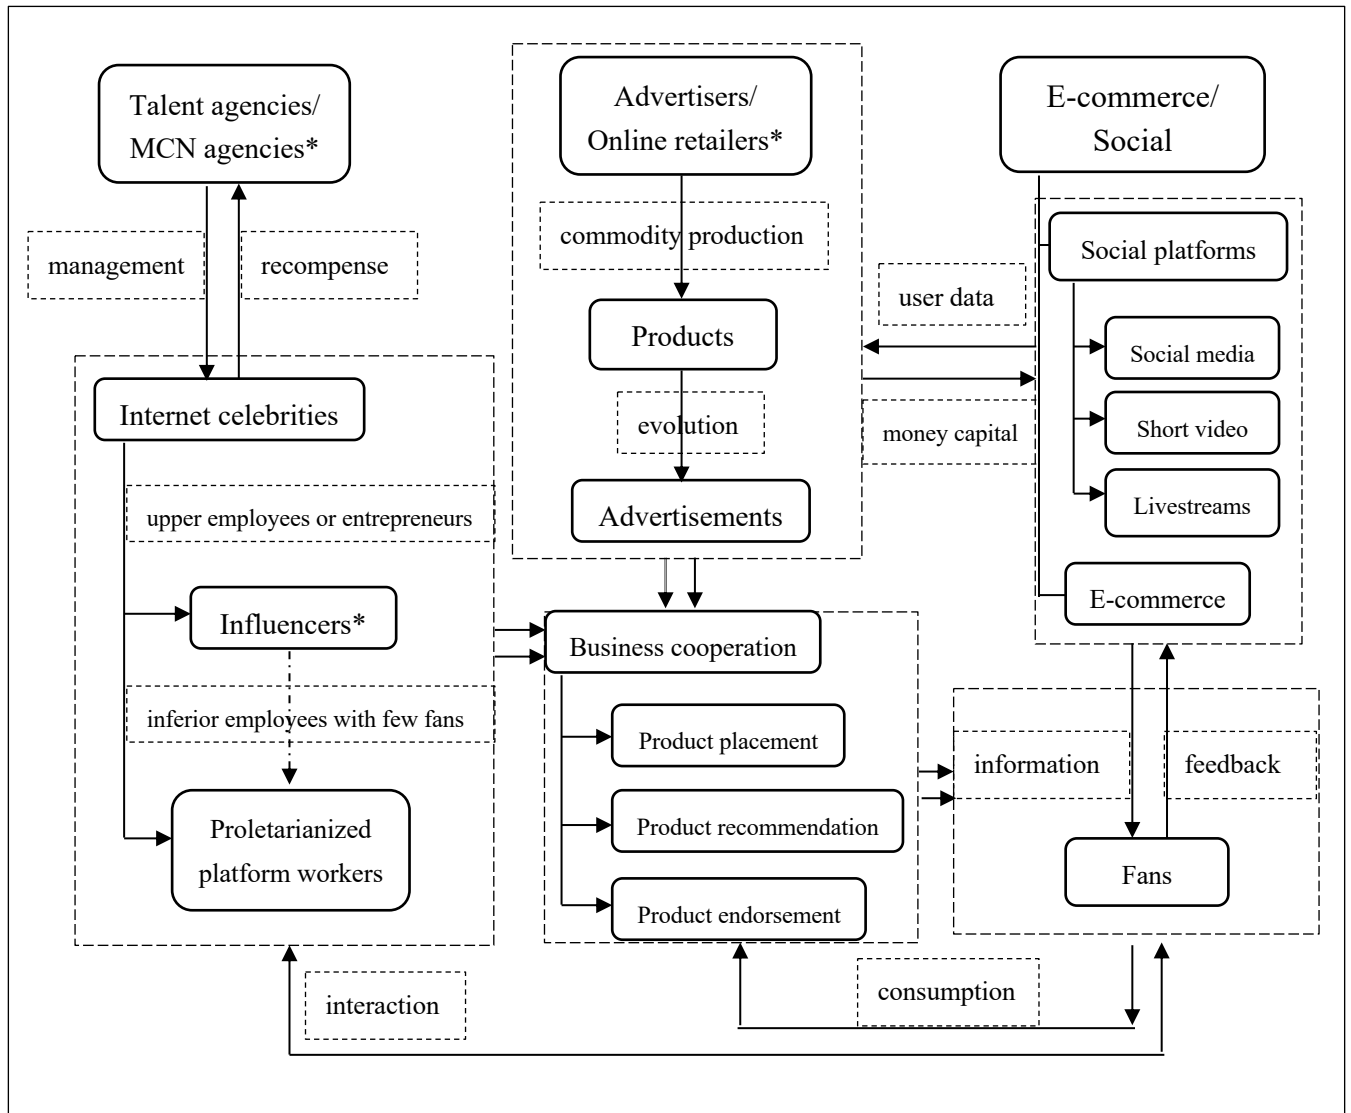 Talent agencies/
MCN agencies*
Advertisers/
Online retailers*
E-commerce/
Social
management
recompense
commodity production
Social platforms
user data
Products
Social media
Internet celebrities
evolution
money capital
Short video
upper employees or entrepreneurs
Advertisements
Livestreams
Influencers*
Business cooperation
E-commerce
inferior employees with few fans
Product placement
information
feedback
Proletarianized
platform workers
Product recommendation
Fans
Product endorsement
interaction
consumption